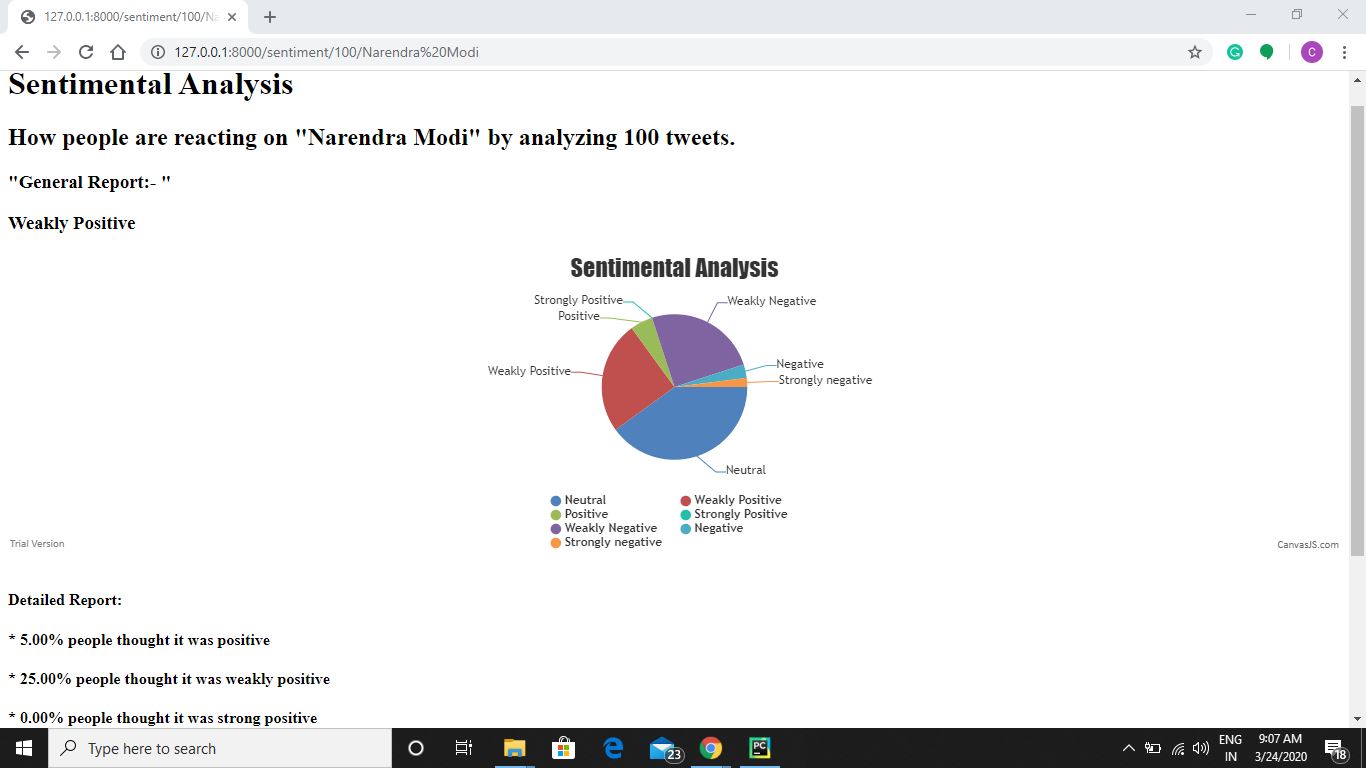 127.0.0.1:8000/sentiment/100/Na
127.0.0.1:8000/sentiment/100/Narendra%20Modi
C
Sentimental Analysis
How people are reacting on "Narendra Modi" by analyzing 100 tweets.
"General Report:- "
Weakly Positive
Sentimental Analysis
Strongly Positive
Weakly Negative
Positive
Negative
Weakly Positive
Strongly negative
Neutral
Neutral
Weakly Positive
Positive
Strongly Positive
Weakly Negative
Negative
Strongly negative
Trial Version
CanvasJS.com
Detailed Report:
* 5.00% people thought it was positive
* 25.00% people thought it was weakly positive
* 0.00% people thought it was strong positive
Type here to search
23
PC
ENG
IN
9:07 AM
3/24/2020
18